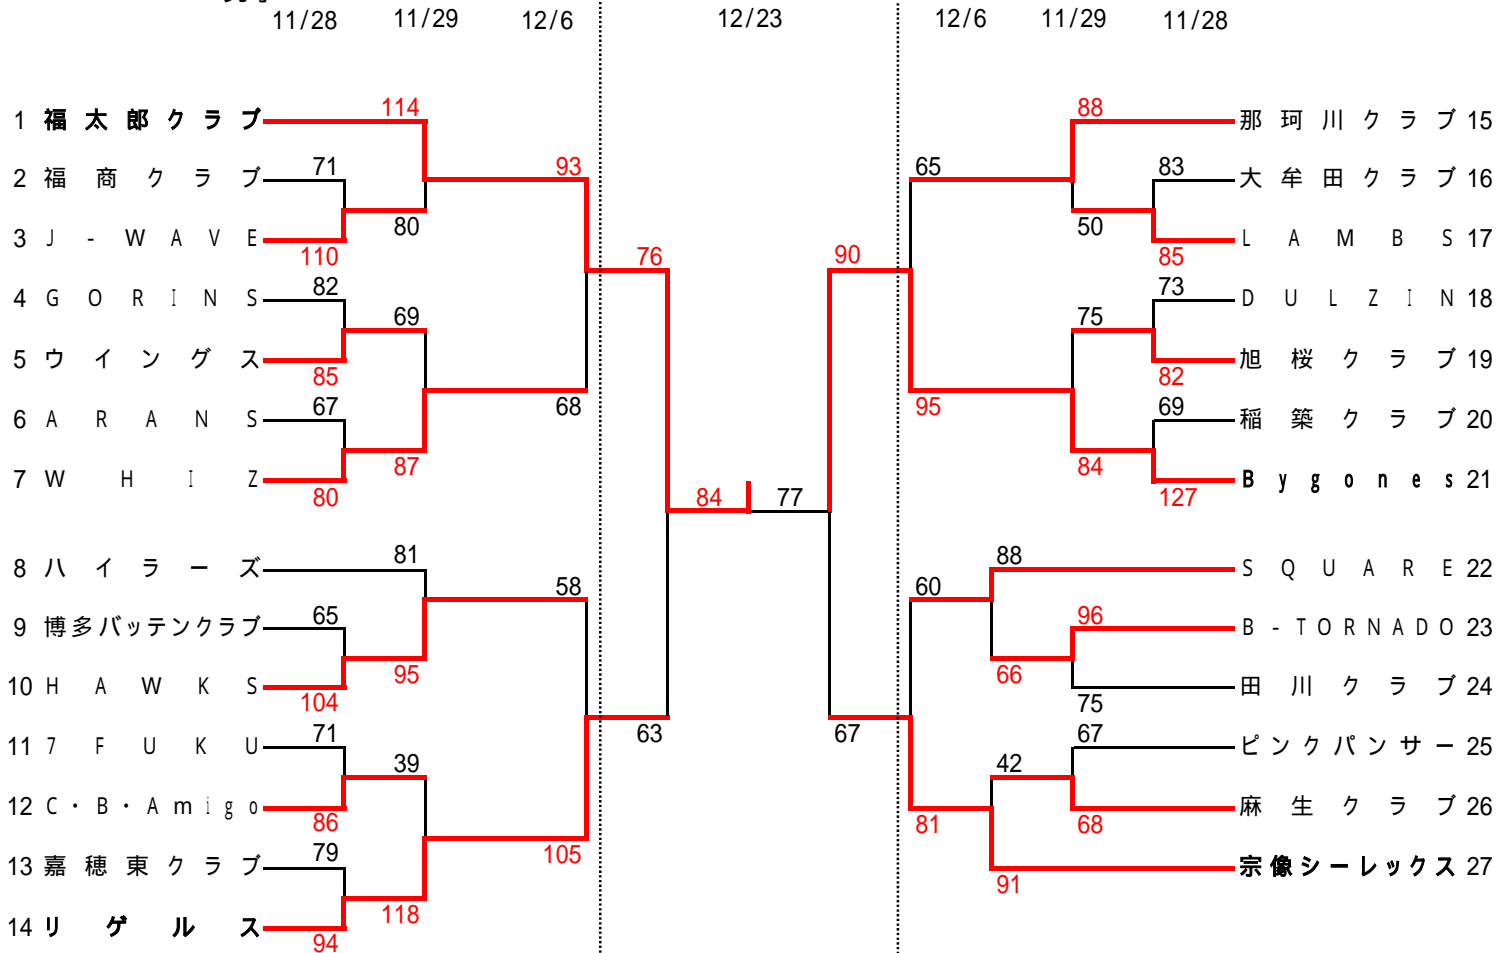 11/28 11/29 12/6 12/23 12/6 11/29 11/28
1 福太郎クラブ 114 88 那珂川クラブ 15
2 福商クラブ 71 93 65 83 大牟田クラブ 16
80 50
3 J-WAVE 110 76 90 85 LAMBS 17
4 GORINS 82 73 DULZIN 18
69 75
5 ウイングス 85 82 旭桜クラブ 19
6 ARANS 67 68 95 69 稲築クラブ 20
87 84
7 WHIZ 80 84 77 127 Bygones 21
8 ハイラーズ 81 88 SQUARE 22
58 60
9 博多バッテンクラブ 65 96 B-TORNADO 23
95 66
10 HAWKS 104 75 田川クラブ 24
11 7FUKU 71 63 67 67 ピンクパンサー 25
39 42
12 C・B・Amigo 86 81 68 麻生クラブ 26
13 嘉穂東クラブ 79 105 91 宗像シーレックス 27
118
14 リゲルス 94